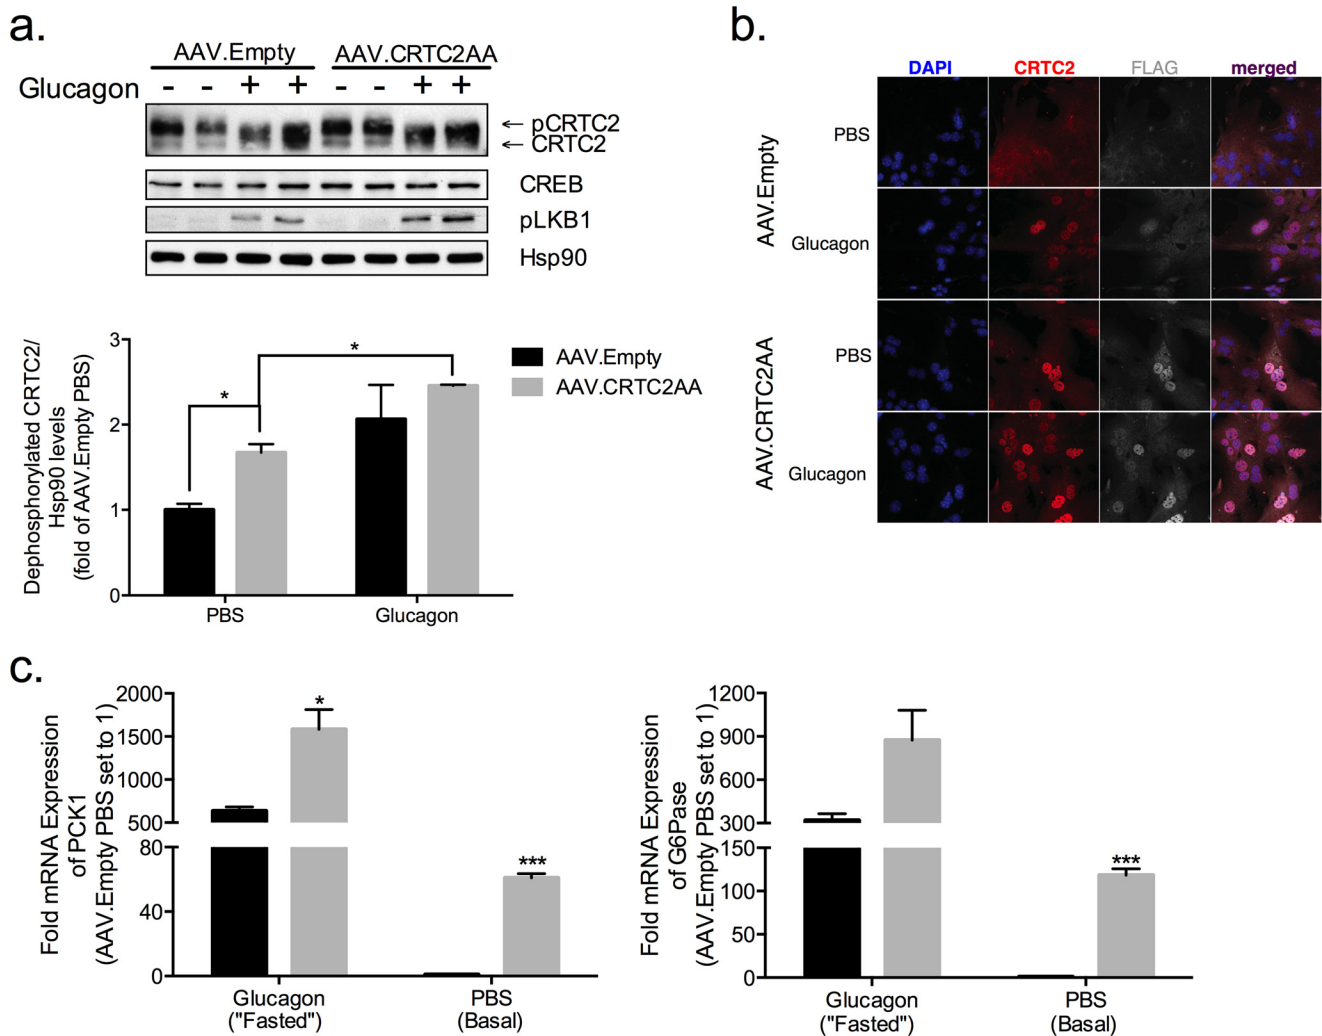 a.
AAV.Empty AAV.CRTC2AA
Glucagon - - + + - - + +
← pCRTC2
← CRTC2
CREB
pLKB1
Hsp90
Dephosphorylated CRTC2/
Hsp90 levels
(fold of AAV.Empty PBS)
3
2
1
0
*
*
PBS Glucagon
AAV.Empty
AAV.CRTC2AA
b.
DAPI CRTC2 FLAG merged
AAV.Empty
PBS
Glucagon
AAV.CRTC2AA
PBS
Glucagon
c.
Fold mRNA Expression
of PCK1
(AAV.Empty PBS set to 1)
2000
1500
1000
500
80
40
0
*
***
Glucagon PBS
("Fasted") (Basal)
Fold mRNA Expression
of G6Pase
(AAV.Empty PBS set to 1)
1200
900
600
300
150
100
50
0
***
Glucagon PBS
("Fasted") (Basal)